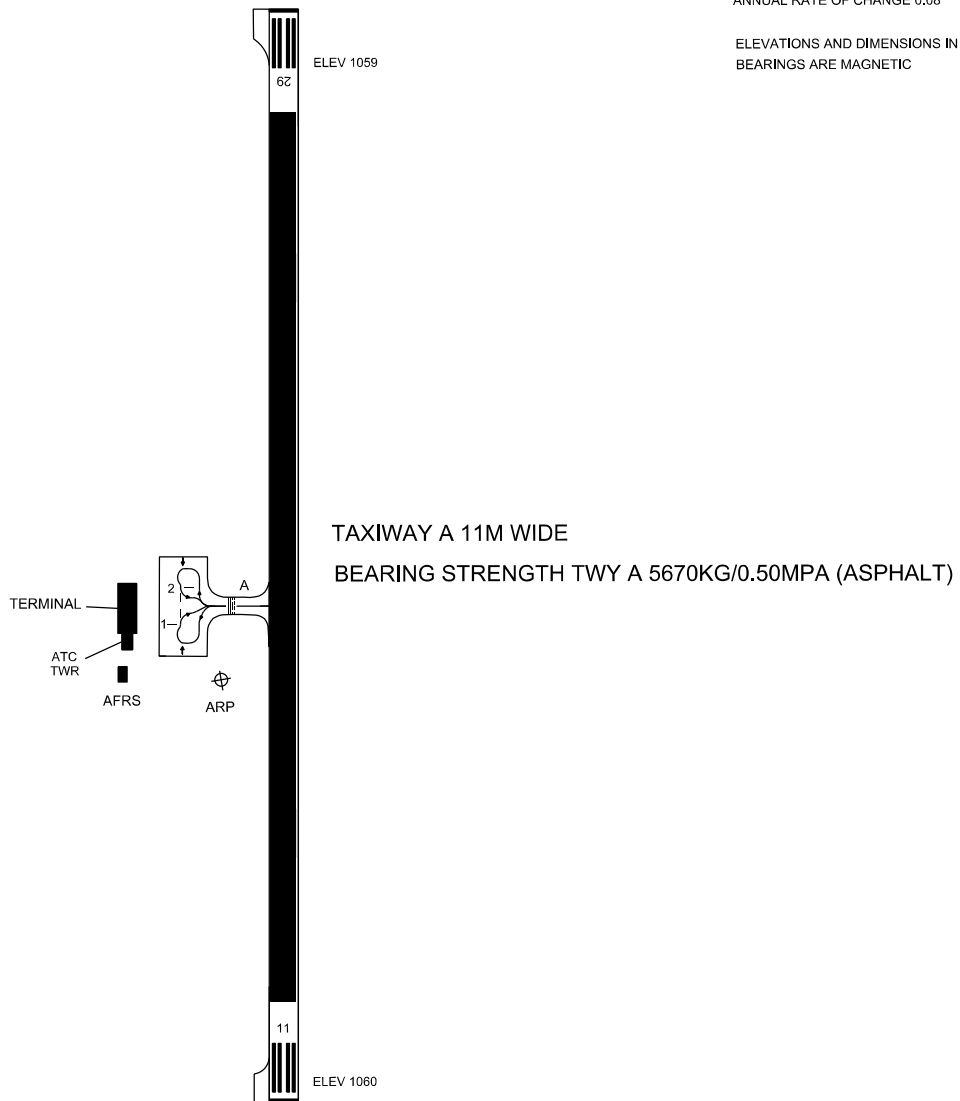 ANNUAL RATE OF CHANGE 0.08
ELEVATIONS AND DIMENSIONS IN
BEARINGS ARE MAGNETIC
ELEV 1059
29
TAXIWAY A 11M WIDE
BEARING STRENGTH TWY A 5670KG/0.50MPA (ASPHALT)
A
2
1
TERMINAL
ATC
TWR
AFRS
ARP
11
ELEV 1060